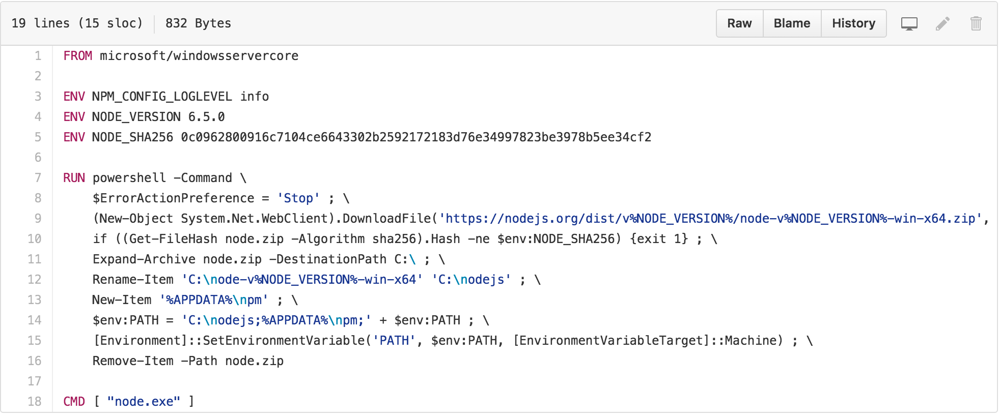 19 lines (15 sloc) 832 Bytes Raw Blame History
1 FROM microsoft/windowsservercore
2
3 ENV NPM_CONFIG_LOGLEVEL info
4 ENV NODE_VERSION 6.5.0
5 ENV NODE_SHA256 0c0962800916c7104ce6643302b2592172183d76e34997823be3978b5ee34cf2
6
7 RUN powershell -Command \
8     $ErrorActionPreference = 'Stop' ; \
9     (New-Object System.Net.WebClient).DownloadFile('https://nodejs.org/dist/v%NODE_VERSION%/node-v%NODE_VERSION%-win-x64.zip',
10     if ((Get-FileHash node.zip -Algorithm sha256).Hash -ne $env:NODE_SHA256) {exit 1} ; \
11     Expand-Archive node.zip -DestinationPath C:\ ; \
12     Rename-Item 'C:\node-v%NODE_VERSION%-win-x64' 'C:\nodejs' ; \
13     New-Item '%APPDATA%\npm' ; \
14     $env:PATH = 'C:\nodejs;%APPDATA%\npm;' + $env:PATH ; \
15     [Environment]::SetEnvironmentVariable('PATH', $env:PATH, [EnvironmentVariableTarget]::Machine) ; \
16     Remove-Item -Path node.zip
17
18 CMD [ "node.exe" ]